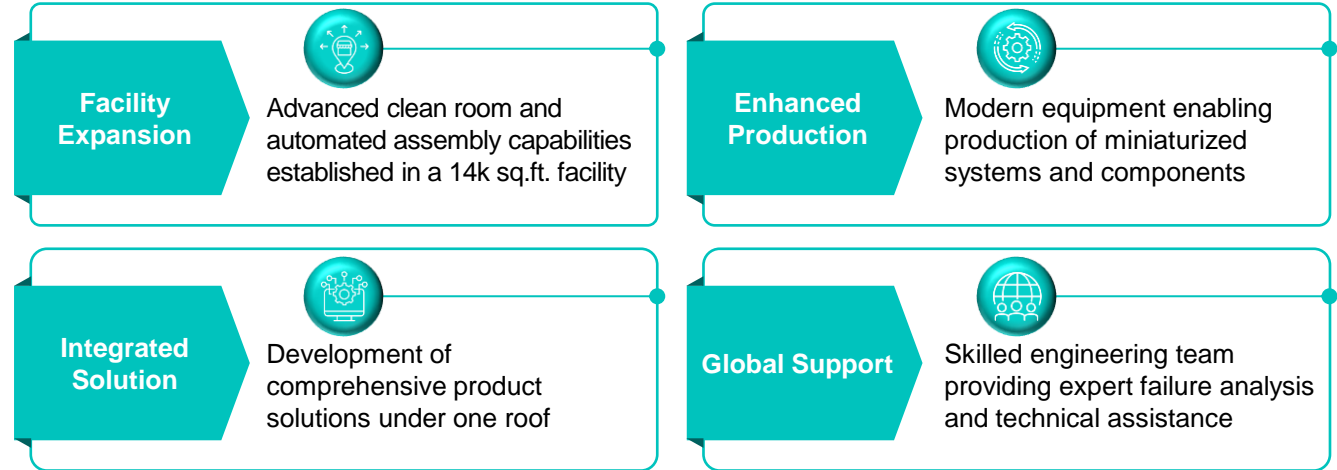 Facility
Expansion
Advanced clean room and
automated assembly capabilities
established in a 14k sq.ft. facility
Enhanced
Production
Modern equipment enabling
production of miniaturized
systems and components
Integrated
Solution
Development of
comprehensive product
solutions under one roof
Global Support
Skilled engineering team
providing expert failure analysis
and technical assistance